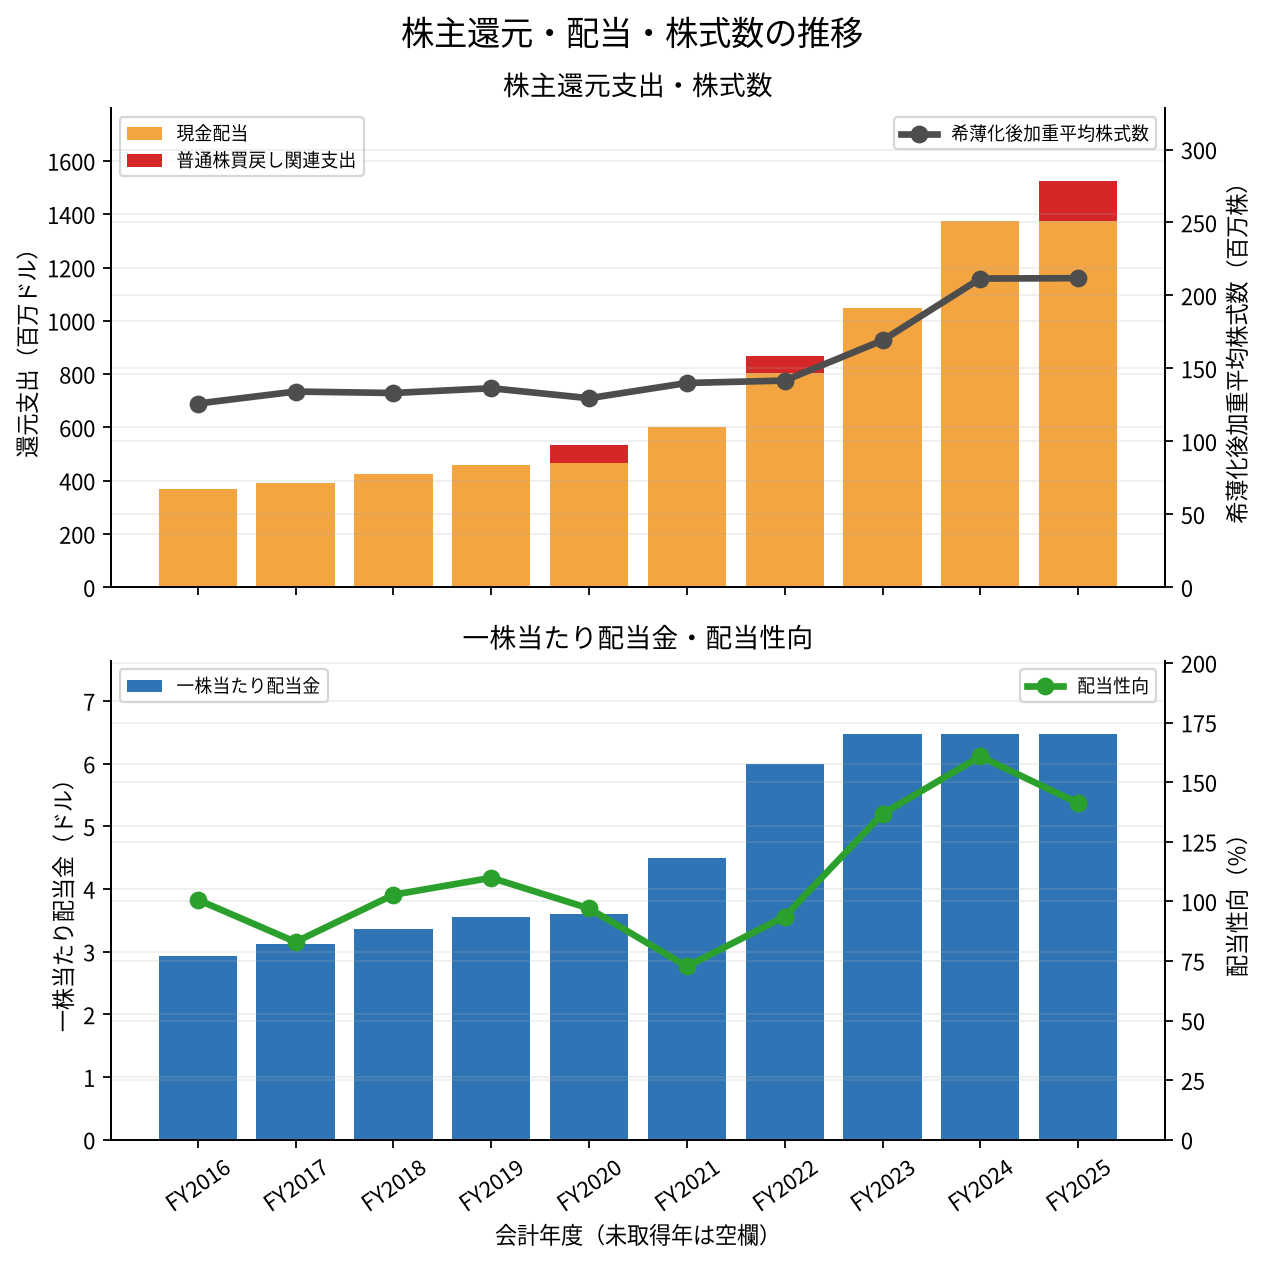 株主還元・配当・株式数の推移
株主還元支出・株式数
現金配当
普通株買戻し関連支出
希薄化後加重平均株式数
還元支出（百万ドル）
1600
1400
1200
1000
800
600
400
200
0
300
250
200
150
100
50
0
希薄化後加重平均株式数（百万株）
一株当たり配当金・配当性向
一株当たり配当金
配当性向
一株当たり配当金（ドル）
7
6
5
4
3
2
1
0
200
175
150
125
100
75
50
25
0
配当性向（%）
FY2016
FY2017
FY2018
FY2019
FY2020
FY2021
FY2022
FY2023
FY2024
FY2025
会計年度（未取得年は空欄）